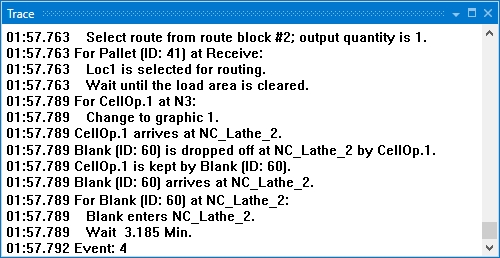 Trace
01:57.763 Select route from route block #2; output quantity is 1.
01:57.763 For Pallet (ID: 41) at Receive:
01:57.763 Loc1 is selected for routing.
01:57.763 Wait until the load area is cleared.
01:57.789 For CellOp.1 at N3:
01:57.789 Change to graphic 1.
01:57.789 CellOp.1 arrives at NC_Lathe_2.
01:57.789 Blank (ID: 60) is dropped off at NC_Lathe_2 by CellOp.1.
01:57.789 CellOp.1 is kept by Blank (ID: 60).
01:57.789 Blank (ID: 60) arrives at NC_Lathe_2.
01:57.789 For Blank (ID: 60) at NC_Lathe_2:
01:57.789 Blank enters NC_Lathe_2.
01:57.789 Wait 3.185 Min.
01:57.792 Event: 4